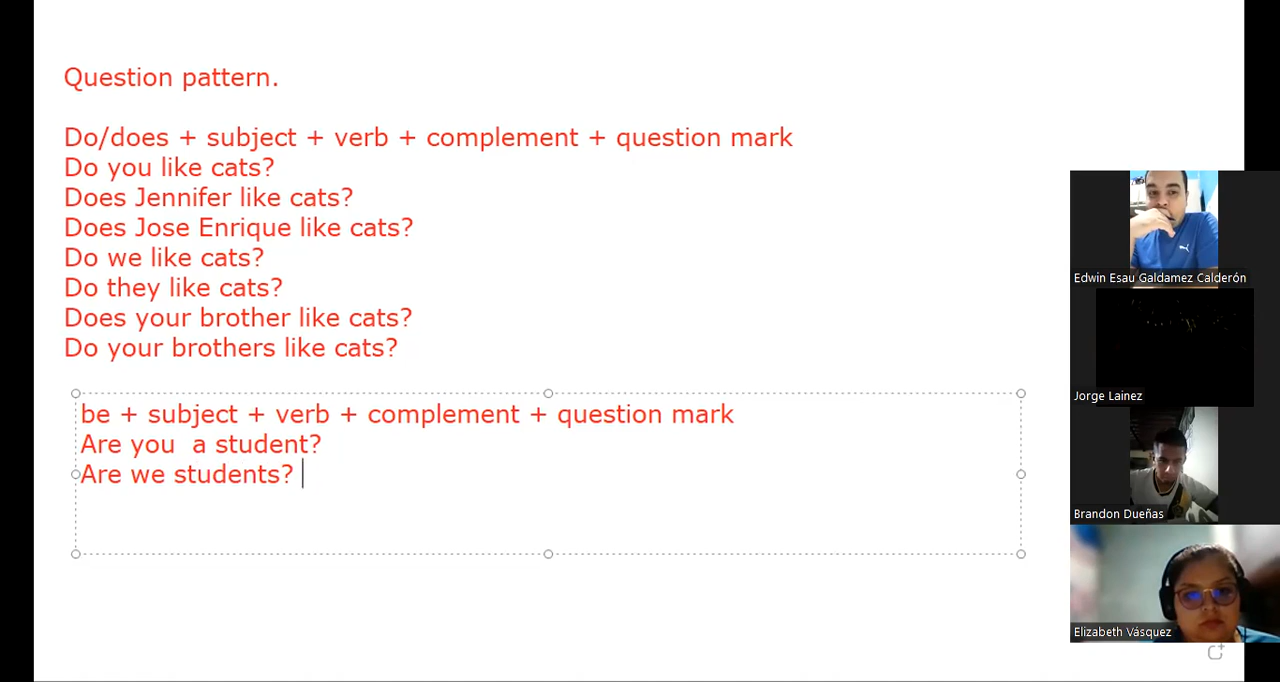 Question pattern.
Do/does + subject + verb + complement + question mark
Do you like cats?
Does Jennifer like cats?
Does Jose Enrique like cats?
Do we like cats?
Do they like cats?
Does your brother like cats?
Do your brothers like cats?
be + subject + verb + complement + question mark
Are you  a student?
Are we students?
Edwin Esau Galdamez Calderón
Jorge Lainez
Brandon Dueñas
Elizabeth Vásquez